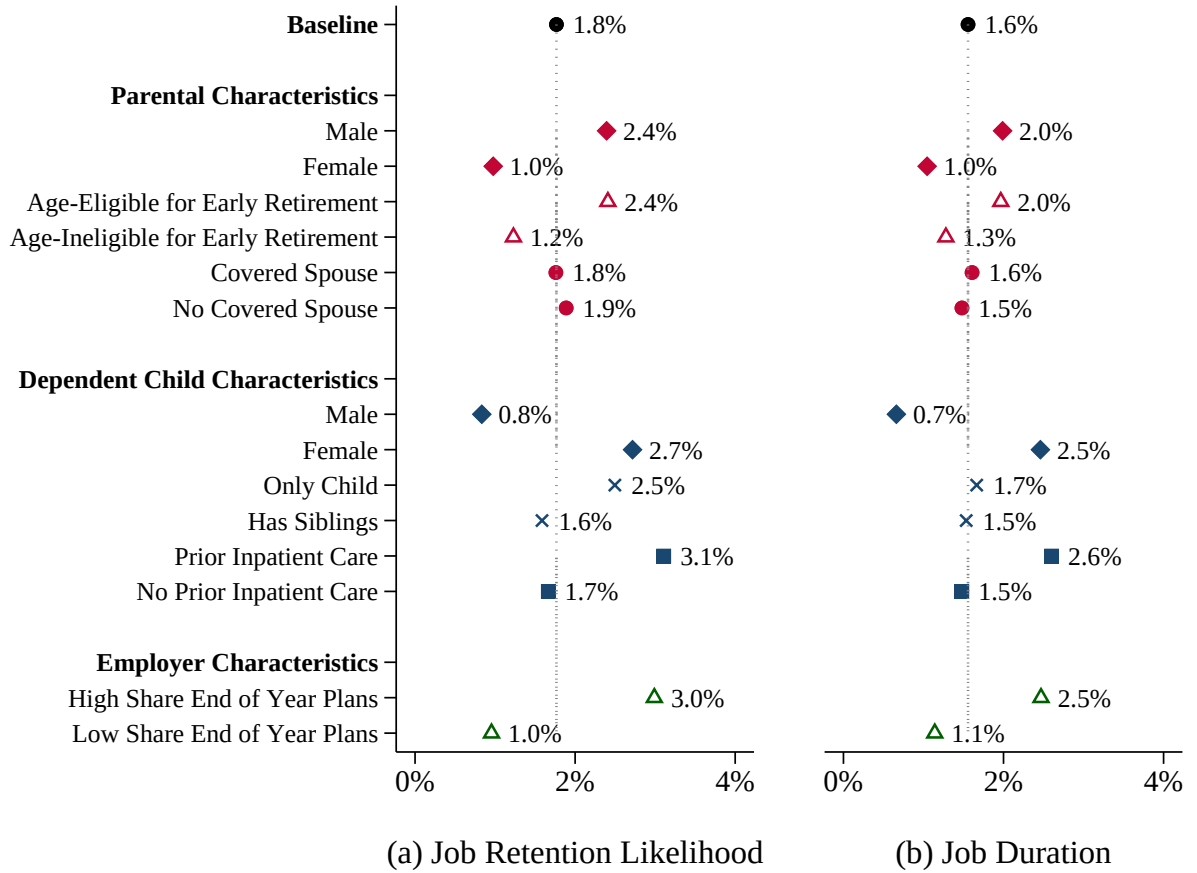 Baseline 1.8% 1.6%
Parental Characteristics
Male 2.4% 2.0%
Female 1.0% 1.0%
Age-Eligible for Early Retirement 2.4% 2.0%
Age-Ineligible for Early Retirement 1.2% 1.3%
Covered Spouse 1.8% 1.6%
No Covered Spouse 1.9% 1.5%
Dependent Child Characteristics
Male 0.8% 0.7%
Female 2.7% 2.5%
Only Child 2.5% 1.7%
Has Siblings 1.6% 1.5%
Prior Inpatient Care 3.1% 2.6%
No Prior Inpatient Care 1.7% 1.5%
Employer Characteristics
High Share End of Year Plans 3.0% 2.5%
Low Share End of Year Plans 1.0% 1.1%
0% 2% 4% 0% 2% 4%
(a) Job Retention Likelihood (b) Job Duration